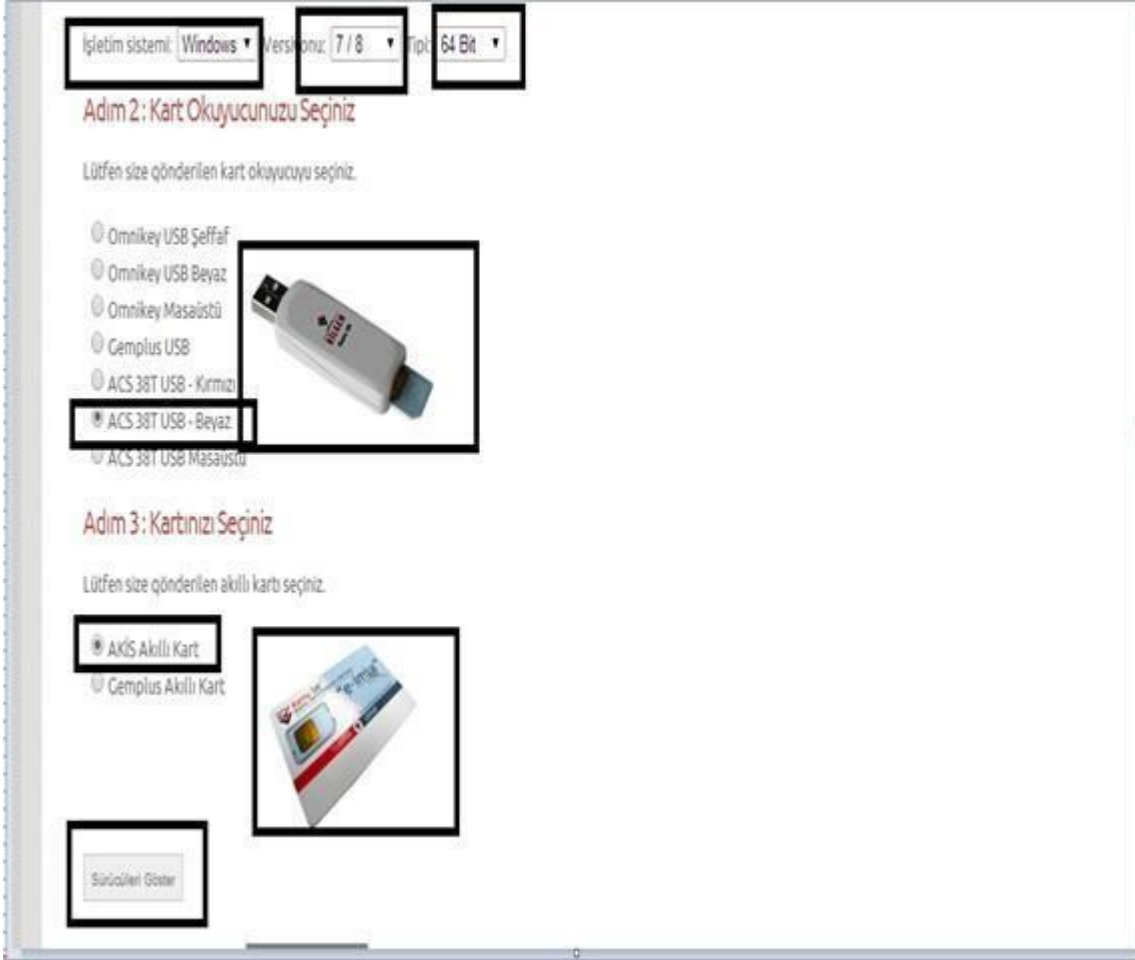 İşletim sistemi: Windows Versiyonu: 7 / 8 Tipi: 64 Bit
Adım 2 : Kart Okuyucunuzu Seçiniz
Lütfen size gönderilen kart okuyucuyu seçiniz.
Omnikey USB Şeffaf
Omnikey USB Beyaz
Omnikey Masaüstü
Gemplus USB
ACS 38T USB - Kırmızı
ACS 38T USB - Beyaz
ACS 38T USB Masaüstü
Adım 3 : Kartınızı Seçiniz
Lütfen size gönderilen akıllı kartı seçiniz.
AKİS Akıllı Kart
Gemplus Akıllı Kart
"e-imza"
Sürücüleri Göster